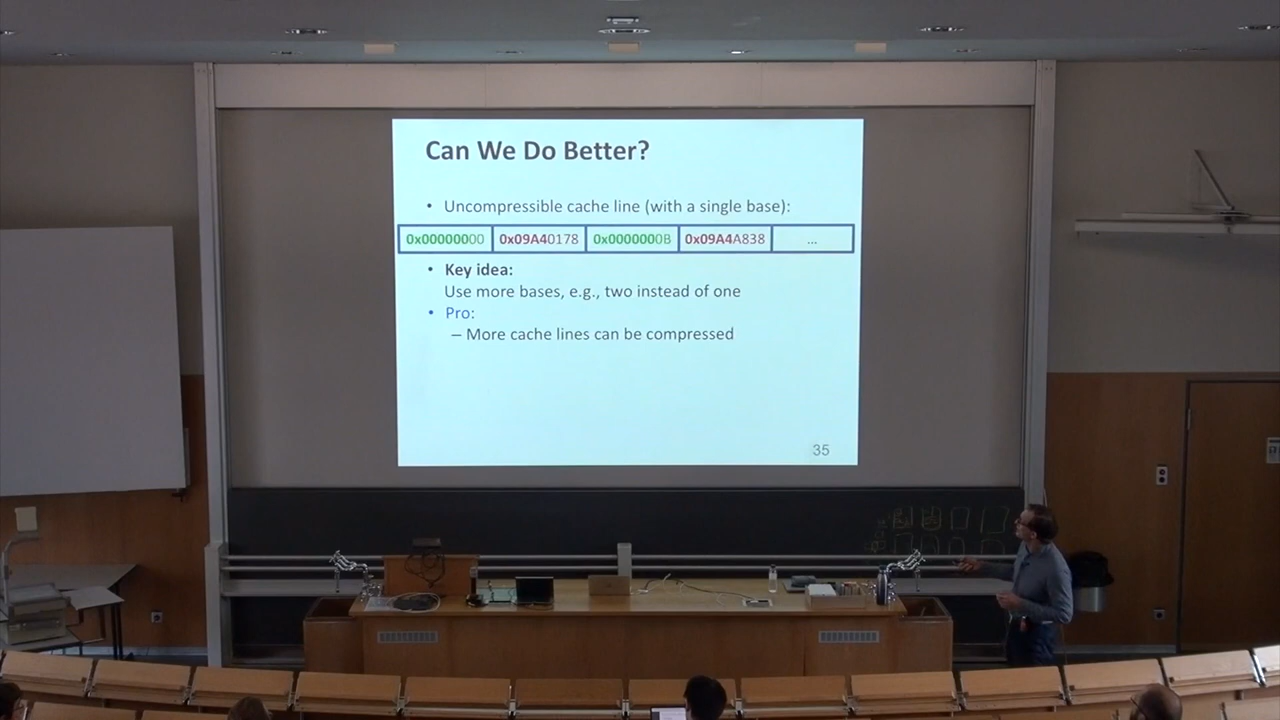 Can We Do Better?
• Uncompressible cache line (with a single base):
0x00000000 0x09A40178 0x0000000B 0x09A4A838 ...
• Key idea:
Use more bases, e.g., two instead of one
• Pro:
– More cache lines can be compressed
35